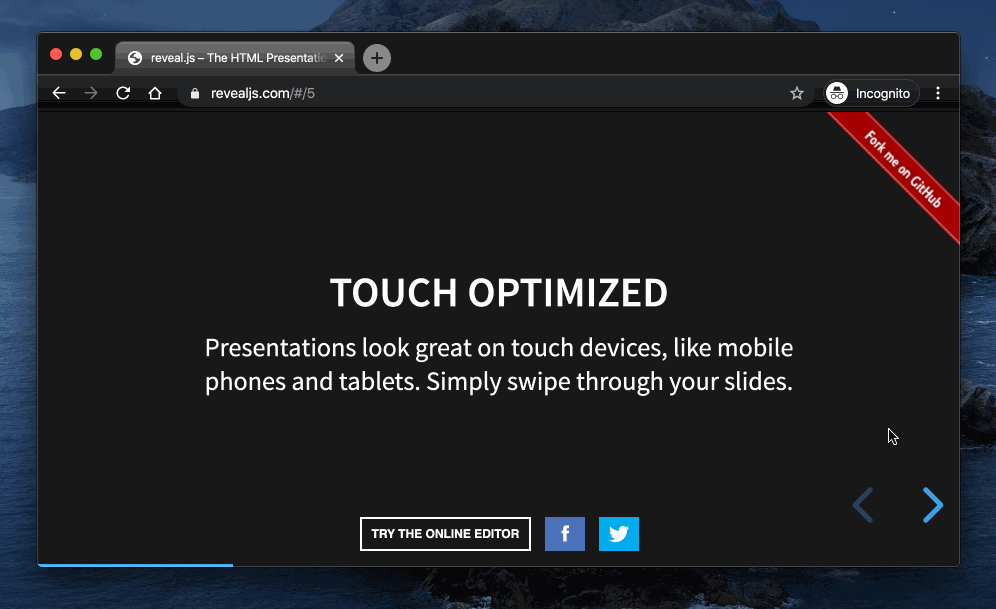 reveal.js – The HTML Presentatio
revealjs.com/#/5
Incognito
Fork me on GitHub
TOUCH OPTIMIZED
Presentations look great on touch devices, like mobile
phones and tablets. Simply swipe through your slides.
TRY THE ONLINE EDITOR